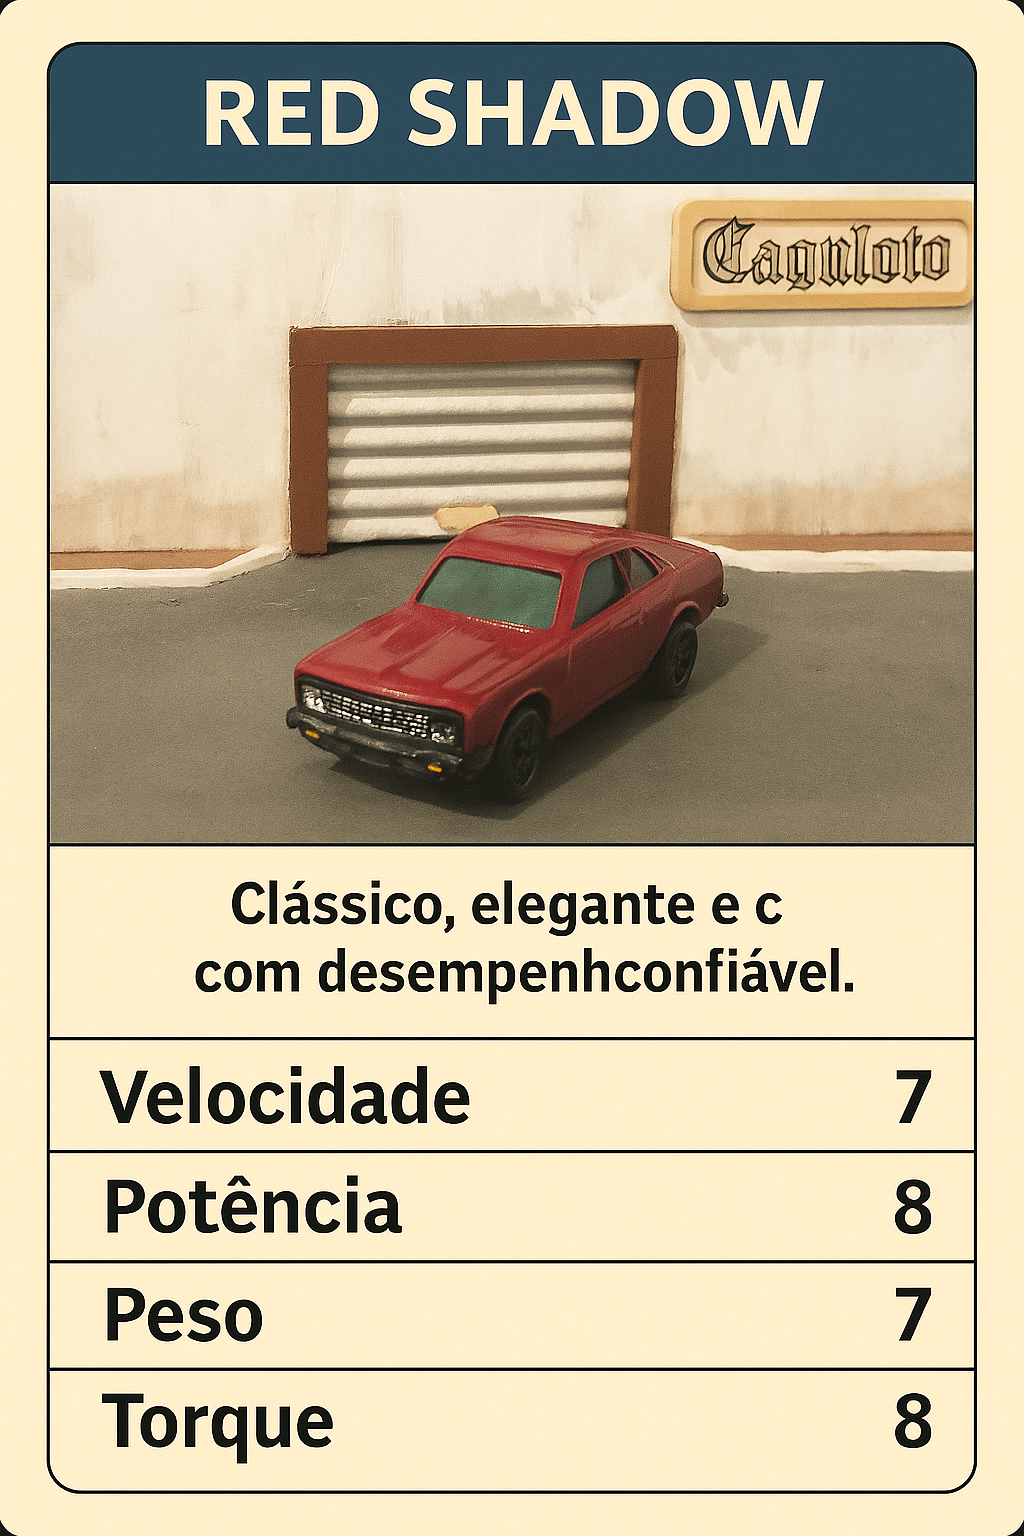 RED SHADOW
Caguloto
Clássico, elegante e c
com desempenhconfiável.
Velocidade 7
Potência 8
Peso 7
Torque 8